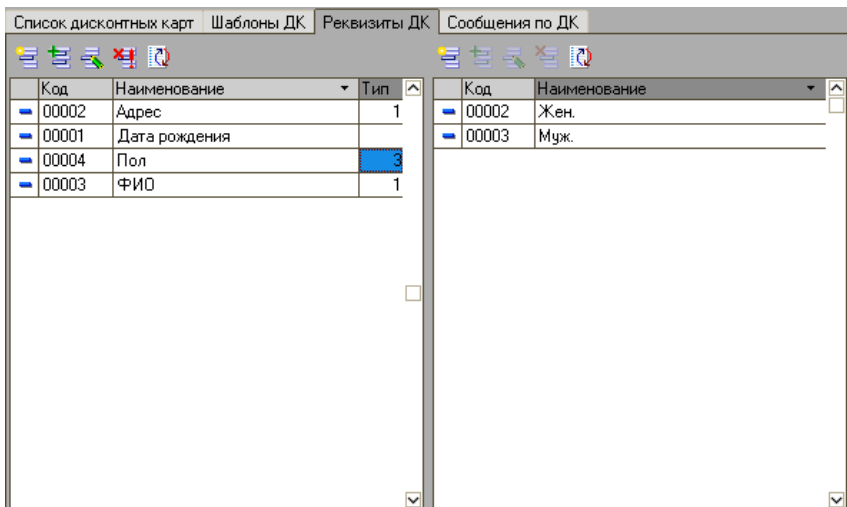 Список дисконтных карт Шаблоны ДК Реквизиты ДК Сообщения по ДК
Код Наименование Тип
00002 Адрес 1
00001 Дата рождения
00004 Пол 3
00003 ФИО 1
Код Наименование
00002 Жен.
00003 Муж.